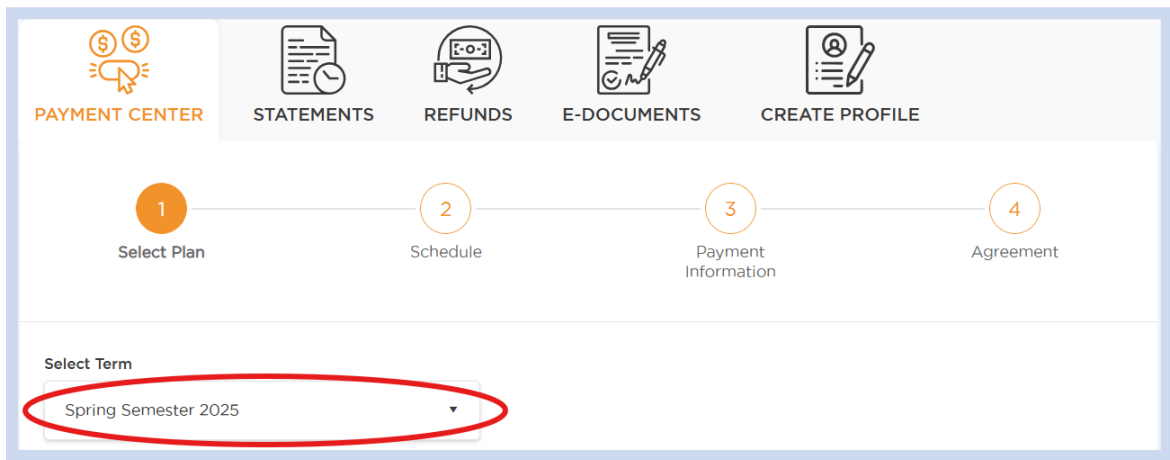 PAYMENT CENTER
STATEMENTS
REFUNDS
E-DOCUMENTS
CREATE PROFILE
1
2
3
4
Select Plan
Schedule
Payment
Information
Agreement
Select Term
Spring Semester 2025